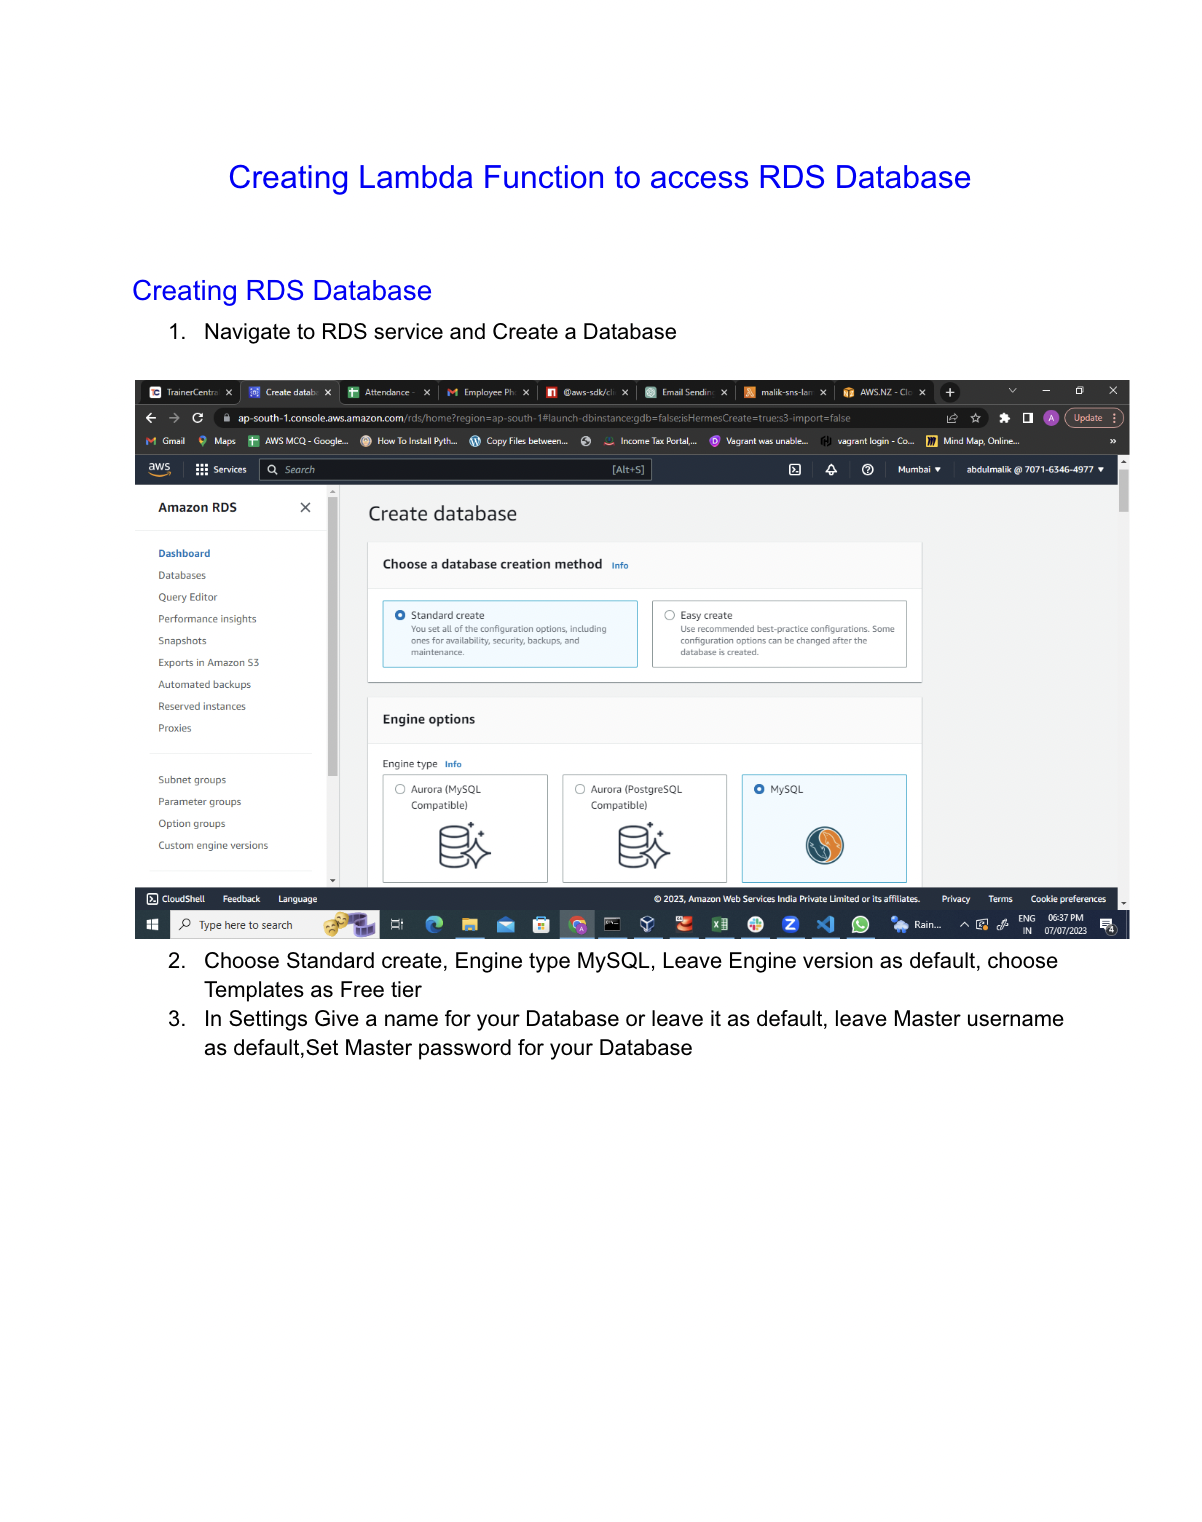 Creating Lambda Function to access RDS Database
Creating RDS Database
1. Navigate to RDS service and Create a Database
TrainerCentra
Create datab
Attendance -
Employee Ph
@aws-sdk/cl
Email Sendin
malik-sns-lan
AWS.NZ - Clo
ap-south-1.console.aws.amazon.com/rds/home?region=ap-south-1#launch-dbinstance:gdb=false;isHermesCreate=true;s3-import=false
A
Update
Gmail
Maps
AWS MCQ - Google...
How To Install Pyth...
Copy Files between...
Income Tax Portal,...
Vagrant was unable...
vagrant login - Co...
Mind Map, Online...
»
aws
Services
Search
[Alt+S]
Mumbai
abdulmalik @ 7071-6346-4977
Amazon RDS
Dashboard
Databases
Query Editor
Performance insights
Snapshots
Exports in Amazon S3
Automated backups
Reserved instances
Proxies
Subnet groups
Parameter groups
Option groups
Custom engine versions
Create database
Choose a database creation method Info
Standard create
You set all of the configuration options, including
ones for availability, security, backups, and
maintenance.
Easy create
Use recommended best-practice configurations. Some
configuration options can be changed after the
database is created.
Engine options
Engine type Info
Aurora (MySQL
Compatible)
Aurora (PostgreSQL
Compatible)
MySQL
CloudShell
Feedback
Language
© 2023, Amazon Web Services India Private Limited or its affiliates.
Privacy
Terms
Cookie preferences
Type here to search
Rain...
ENG
IN
06:37 PM
07/07/2023
4
2. Choose Standard create, Engine type MySQL, Leave Engine version as default, choose
Templates as Free tier
3. In Settings Give a name for your Database or leave it as default, leave Master username
as default,Set Master password for your Database